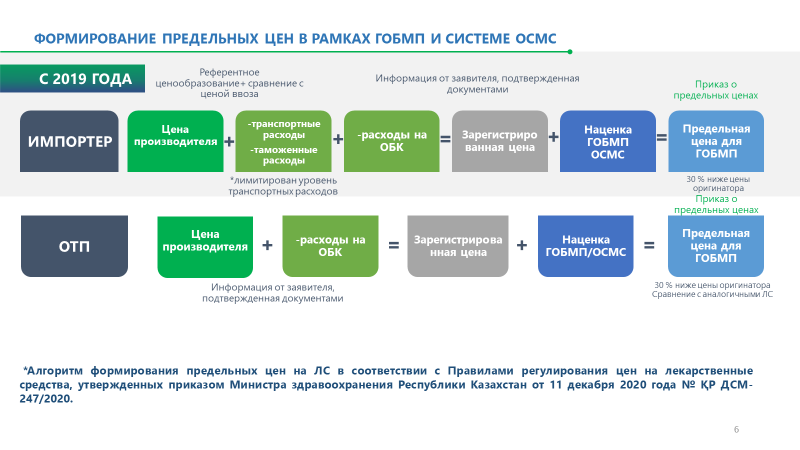 ФОРМИРОВАНИЕ ПРЕДЕЛЬНЫХ ЦЕН В РАМКАХ ГОБМП И СИСТЕМЕ ОСМС
С 2019 ГОДА
Референтное
ценообразование+ сравнение с
ценой ввоза
Информация от заявителя, подтвержденная
документами
Приказ о
предельных ценах
ИМПОРТЕР
Цена
производителя
+
-транспортные
расходы
-таможенные
расходы
+
-расходы на
ОБК
=
Зарегистриро
ванная цена
+
Наценка
ГОБМП
ОСМС
=
Предельная
цена для
ГОБМП
*лимитирован уровень
транспортных расходов
30 % ниже цены
оригинатора
Приказ о
предельных ценах
ОТП
Цена
производителя
+
-расходы на
ОБК
=
Зарегистрирова
нная цена
+
Наценка
ГОБМП/ОСМС
=
Предельная
цена для
ГОБМП
Информация от заявителя,
подтвержденная документами
30 % ниже цены оригинатора
Сравнение с аналогичными ЛС
*Алгоритм формирования предельных цен на ЛС в соответствии с Правилами регулирования цен на лекарственные
средства, утвержденных приказом Министра здравоохранения Республики Казахстан от 11 декабря 2020 года № ҚР ДСМ-
247/2020.
6